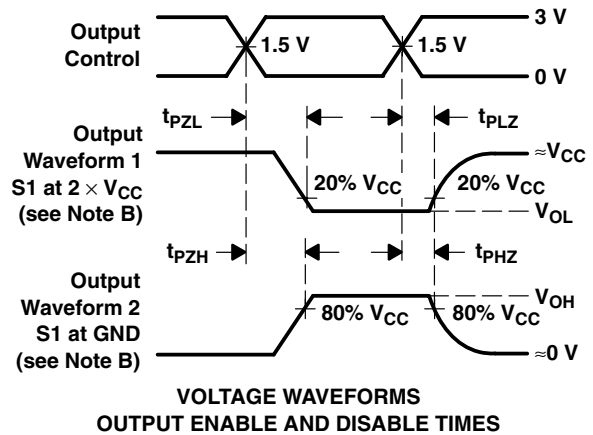 Output
Control
1.5 V
1.5 V
3 V
0 V
tPZL
tPLZ
Output
Waveform 1
S1 at 2 × VCC
(see Note B)
20% VCC
20% VCC
≈VCC
VOL
tPZH
tPHZ
Output
Waveform 2
S1 at GND
(see Note B)
80% VCC
80% VCC
VOH
≈0 V
VOLTAGE WAVEFORMS
OUTPUT ENABLE AND DISABLE TIMES